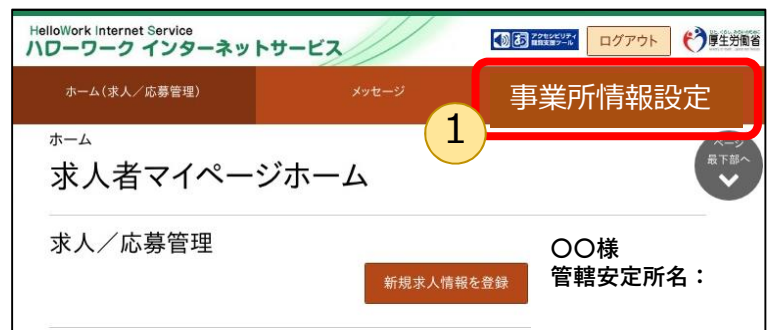 HelloWork Internet Service
ハローワーク インターネットサービス
アクセシビリティ
閲覧支援ツール
ログアウト
厚生労働省
ホーム(求人/応募管理)
メッセージ
事業所情報設定
1
ホーム
求人者マイページホーム
ページ
最下部へ
求人/応募管理
新規求人情報を登録
〇〇様
管轄安定所名: